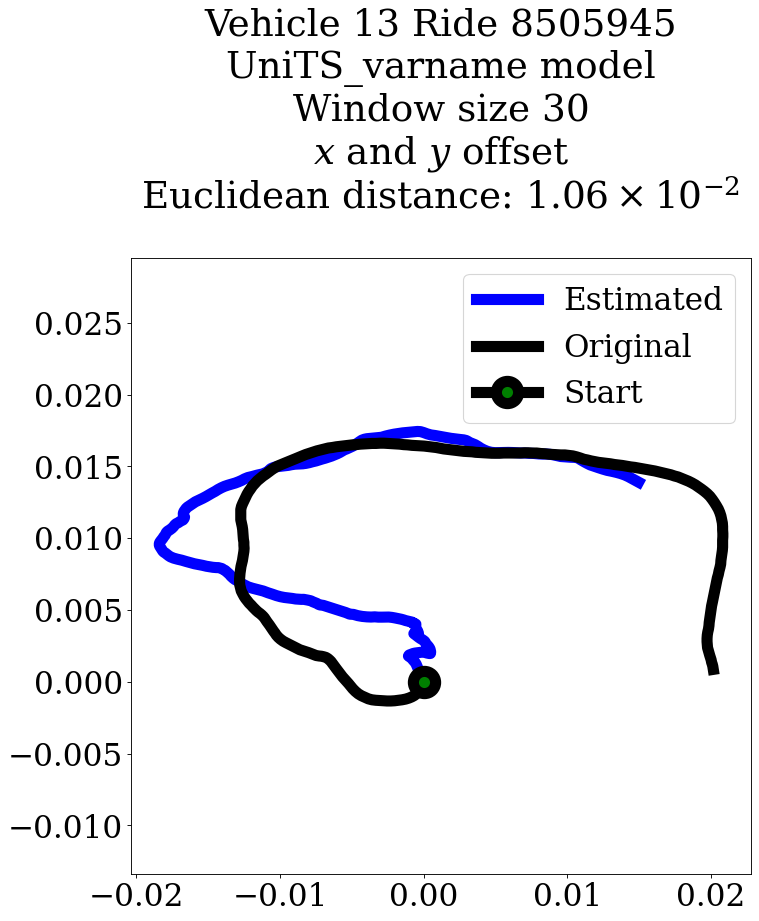 Vehicle 13 Ride 8505945
UniTS_varname model
Window size 30
x and y offset
Euclidean distance: 1.06 × 10⁻²
Estimated
Original
Start
0.025
0.020
0.015
0.010
0.005
0.000
−0.005
−0.010
−0.02 −0.01 0.00 0.01 0.02